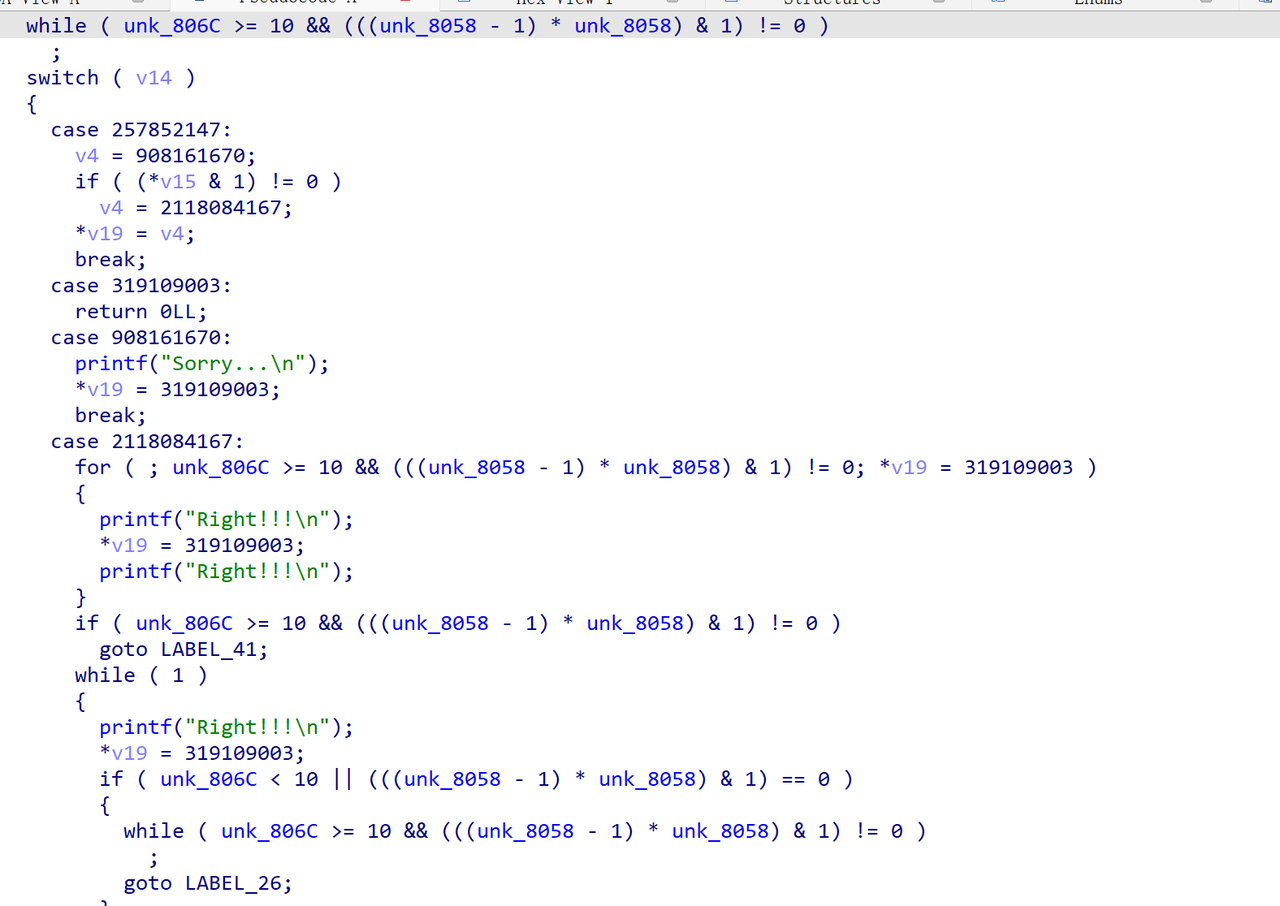 while ( unk_806C >= 10 && (((unk_8058 - 1) * unk_8058) & 1) != 0 )
;
switch ( v14 )
{
case 257852147:
v4 = 908161670;
if ( (*v15 & 1) != 0 )
v4 = 2118084167;
*v19 = v4;
break;
case 319109003:
return 0LL;
case 908161670:
printf("Sorry...\n");
*v19 = 319109003;
break;
case 2118084167:
for ( ; unk_806C >= 10 && (((unk_8058 - 1) * unk_8058) & 1) != 0; *v19 = 319109003 )
{
printf("Right!!!\n");
*v19 = 319109003;
printf("Right!!!\n");
}
if ( unk_806C >= 10 && (((unk_8058 - 1) * unk_8058) & 1) != 0 )
goto LABEL_41;
while ( 1 )
{
printf("Right!!!\n");
*v19 = 319109003;
if ( unk_806C < 10 || (((unk_8058 - 1) * unk_8058) & 1) == 0 )
{
while ( unk_806C >= 10 && (((unk_8058 - 1) * unk_8058) & 1) != 0 )
;
goto LABEL_26;